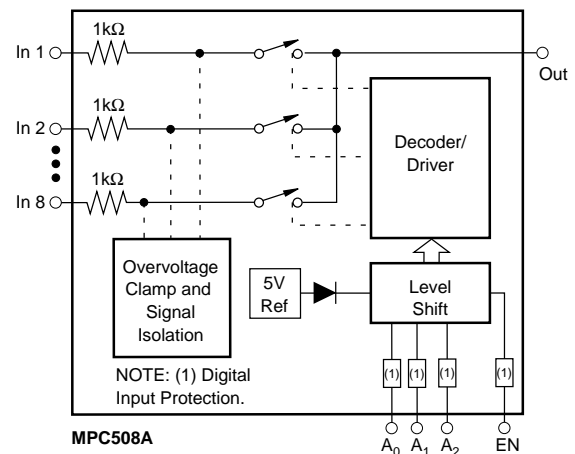 1kΩ
In 1
Out
1kΩ
In 2
Decoder/
Driver
1kΩ
In 8
Overvoltage
Clamp and
Signal
Isolation
5V
Ref
Level
Shift
NOTE: (1) Digital
Input Protection.
(1) (1) (1) (1)
MPC508A
A0 A1 A2 EN